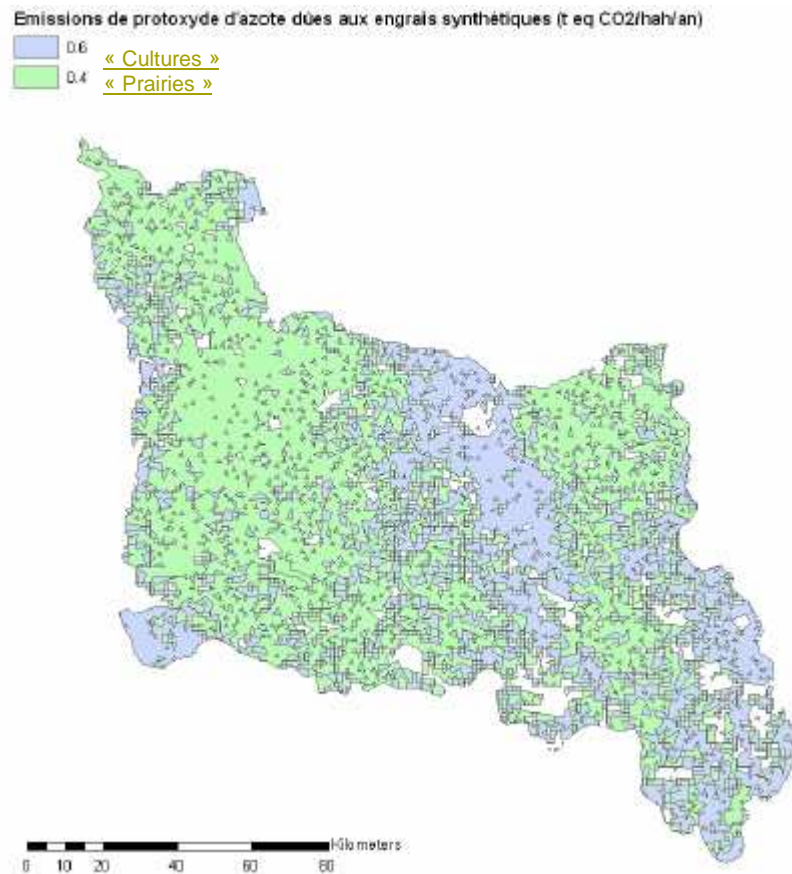 Emissions de protoxyde d'azote dûes aux engrais synthétiques (t eq CO2/hah/an)
0.6 « Cultures »
0.4 « Prairies »
Kilometers
0 10 20 40 60 80